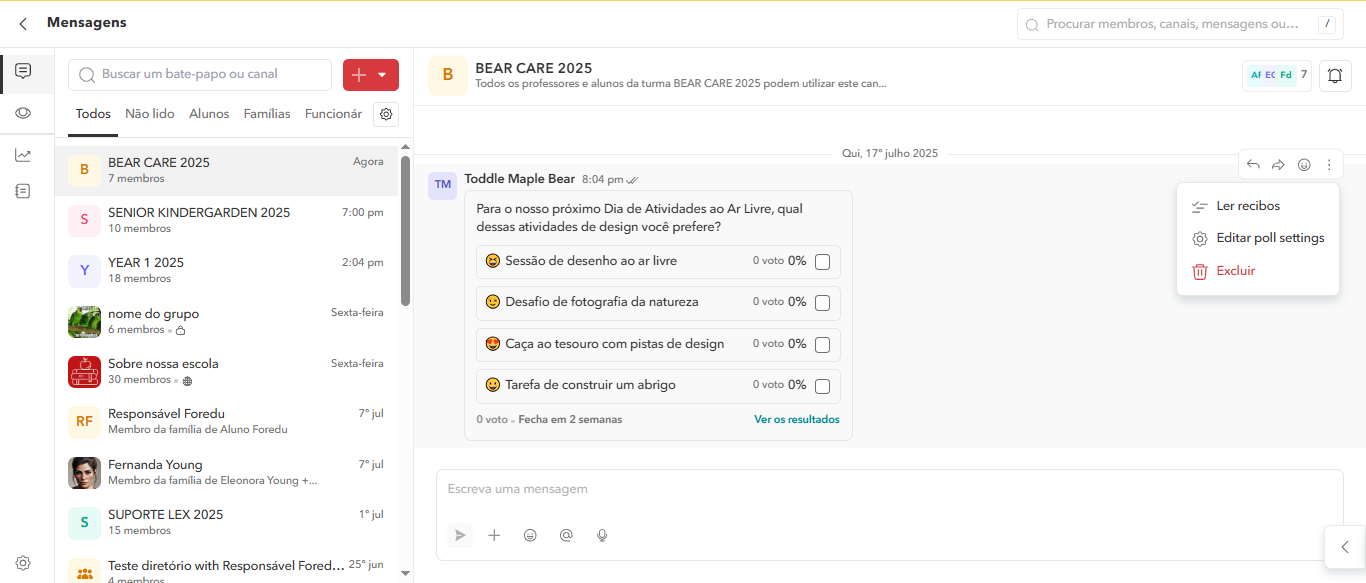 Mensagens
Procurar membros, canais, mensagens ou...
/
Buscar um bate-papo ou canal
Todos
Não lido
Alunos
Famílias
Funcionár
B
BEAR CARE 2025
Agora
7 membros
S
SENIOR KINDERGARDEN 2025
7:00 pm
10 membros
Y
YEAR 1 2025
2:04 pm
18 membros
nome do grupo
Sexta-feira
6 membros
Sobre nossa escola
Sexta-feira
30 membros
RF
Responsável Foredu
7º jul
Membro da família de Aluno Foredu
Fernanda Young
7º jul
Membro da família de Eleonora Young +...
S
SUPORTE LEX 2025
1º jul
15 membros
Teste diretório with Responsável Fored...
25º jun
4 membros
B
BEAR CARE 2025
Todos os professores e alunos da turma BEAR CARE 2025 podem utilizar este can...
Fd
7
Qui, 17º julho 2025
TM
Toddle Maple Bear
8:04 pm
Para o nosso próximo Dia de Atividades ao Ar Livre, qual
dessas atividades de design você prefere?
😆 Sessão de desenho ao ar livre
0 voto 0%
😉 Desafio de fotografia da natureza
0 voto 0%
😍 Caça ao tesouro com pistas de design
0 voto 0%
😀 Tarefa de construir um abrigo
0 voto 0%
0 voto • Fecha em 2 semanas
Ver os resultados
Ler recibos
Editar poll settings
Excluir
Escreva uma mensagem